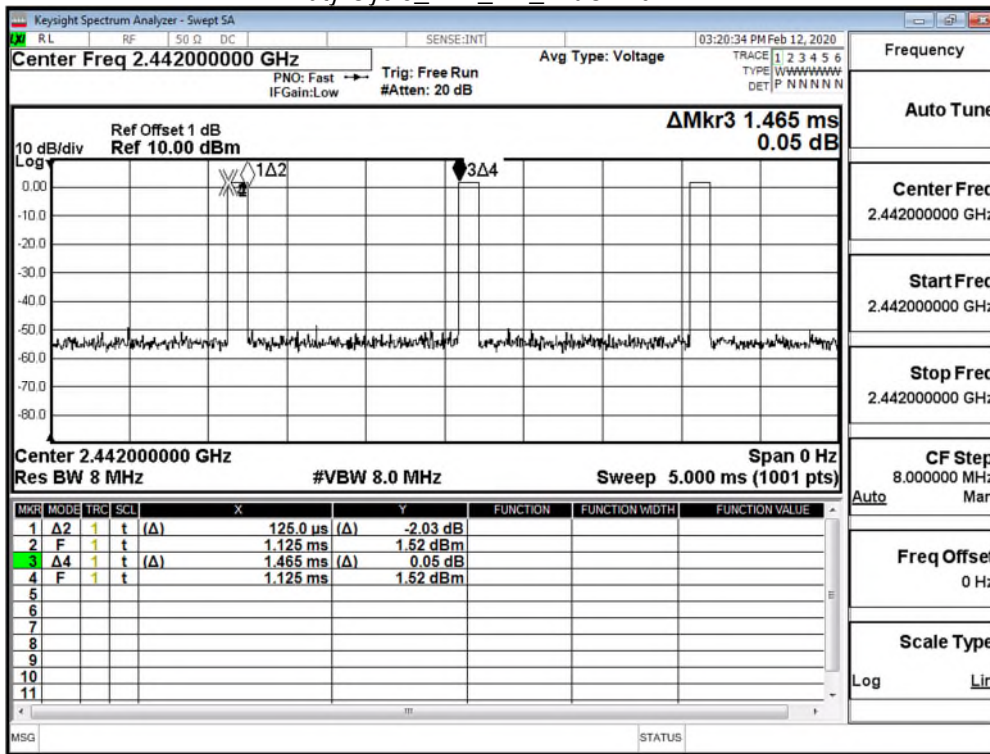 Keysight Spectrum Analyzer - Swept SA
LXI RL RF 50 Ω DC SENSE:INT 03:20:34 PM Feb 12, 2020
Center Freq 2.442000000 GHz
PNO: Fast
IFGain:Low
Trig: Free Run
#Atten: 20 dB
Avg Type: Voltage
TRACE 1 2 3 4 5 6
TYPE WWWWWW
DET P N N N N N
ΔMkr3 1.465 ms
0.05 dB
Ref Offset 1 dB
10 dB/div Ref 10.00 dBm
Log
1Δ2
3Δ4
0.00
-10.0
-20.0
-30.0
-40.0
-50.0
-60.0
-70.0
-80.0
Center 2.442000000 GHz Span 0 Hz
Res BW 8 MHz #VBW 8.0 MHz Sweep 5.000 ms (1001 pts)
MKR MODE TRC SCL X Y FUNCTION FUNCTION WIDTH FUNCTION VALUE
1 Δ2 1 t (Δ) 125.0 µs (Δ) -2.03 dB
2 F 1 t 1.125 ms 1.52 dBm
3 Δ4 1 t (Δ) 1.465 ms (Δ) 0.05 dB
4 F 1 t 1.125 ms 1.52 dBm
5
6
7
8
9
10
11
MSG STATUS
Frequency
Auto Tune
Center Freq
2.442000000 GHz
Start Freq
2.442000000 GHz
Stop Freq
2.442000000 GHz
CF Step
8.000000 MHz
Auto Man
Freq Offset
0 Hz
Scale Type
Log Lin